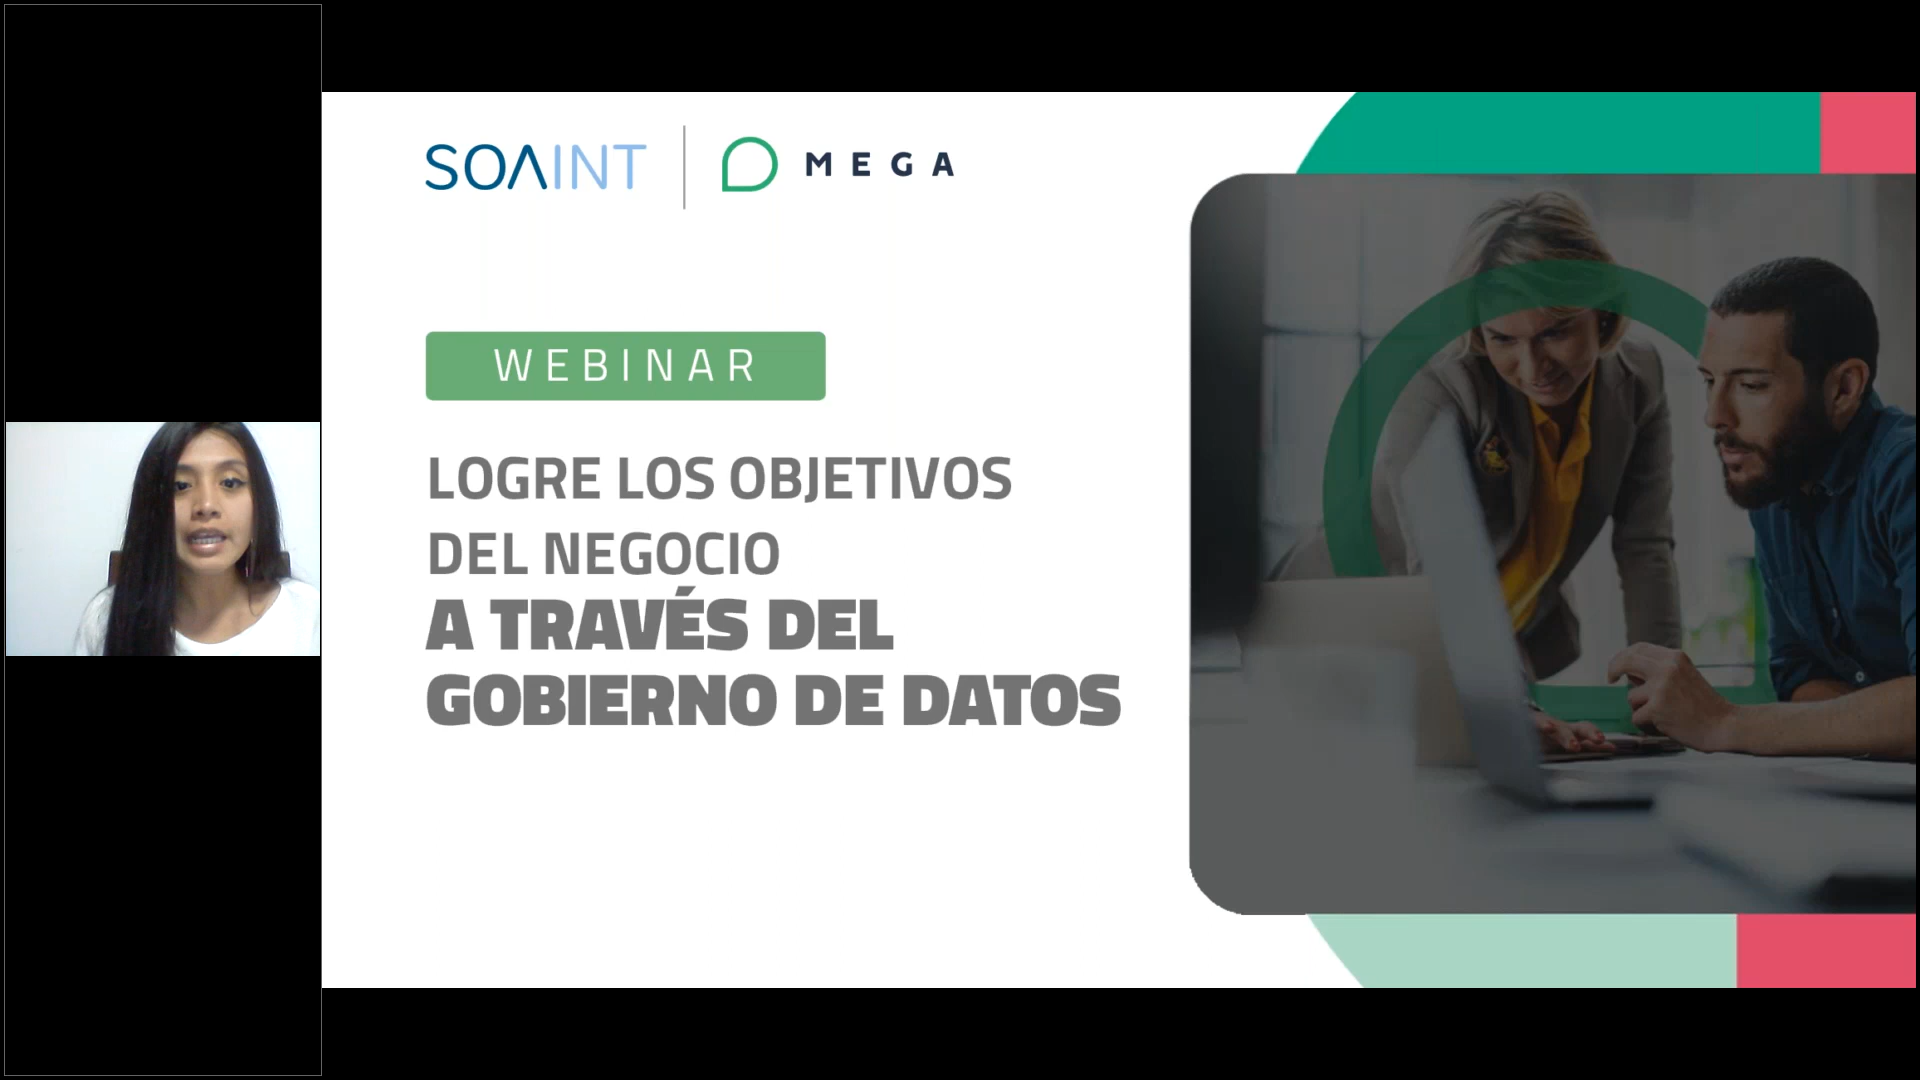 SOAINT
MEGA
WEBINAR
LOGRE LOS OBJETIVOS
DEL NEGOCIO
A TRAVÉS DEL
GOBIERNO DE DATOS